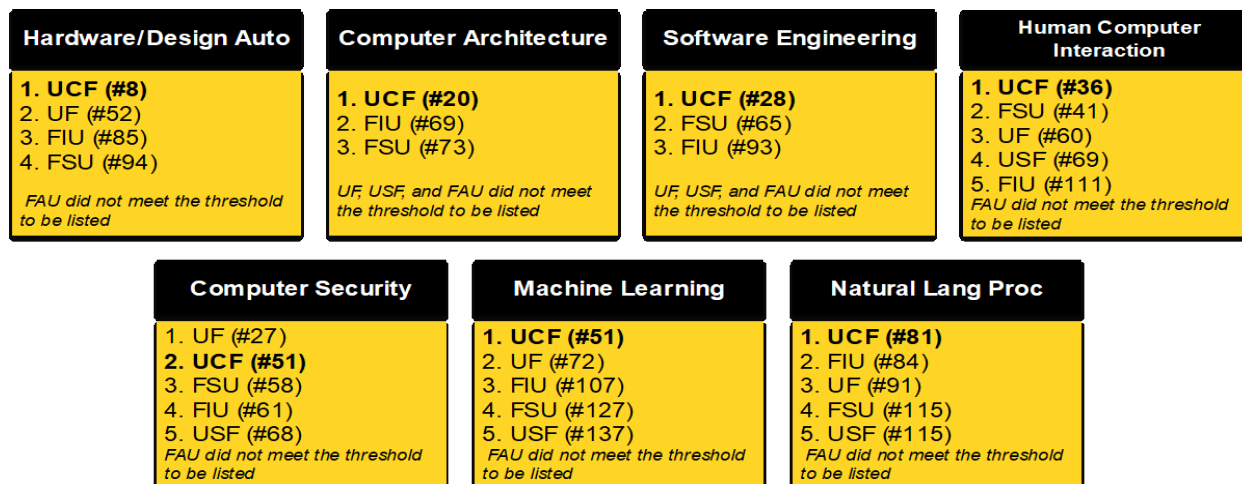 Hardware/Design Auto
1. UCF (#8)
2. UF (#52)
3. FIU (#85)
4. FSU (#94)
FAU did not meet the threshold
to be listed
Computer Architecture
1. UCF (#20)
2. FIU (#69)
3. FSU (#73)
UF, USF, and FAU did not meet
the threshold to be listed
Software Engineering
1. UCF (#28)
2. FSU (#65)
3. FIU (#93)
UF, USF, and FAU did not meet
the threshold to be listed
Human Computer
Interaction
1. UCF (#36)
2. FSU (#41)
3. UF (#60)
4. USF (#69)
5. FIU (#111)
FAU did not meet the threshold
to be listed
Computer Security
1. UF (#27)
2. UCF (#51)
3. FSU (#58)
4. FIU (#61)
5. USF (#68)
FAU did not meet the threshold
to be listed
Machine Learning
1. UCF (#51)
2. UF (#72)
3. FIU (#107)
4. FSU (#127)
5. USF (#137)
FAU did not meet the threshold
to be listed
Natural Lang Proc
1. UCF (#81)
2. FIU (#84)
3. UF (#91)
4. FSU (#115)
5. USF (#115)
FAU did not meet the threshold
to be listed